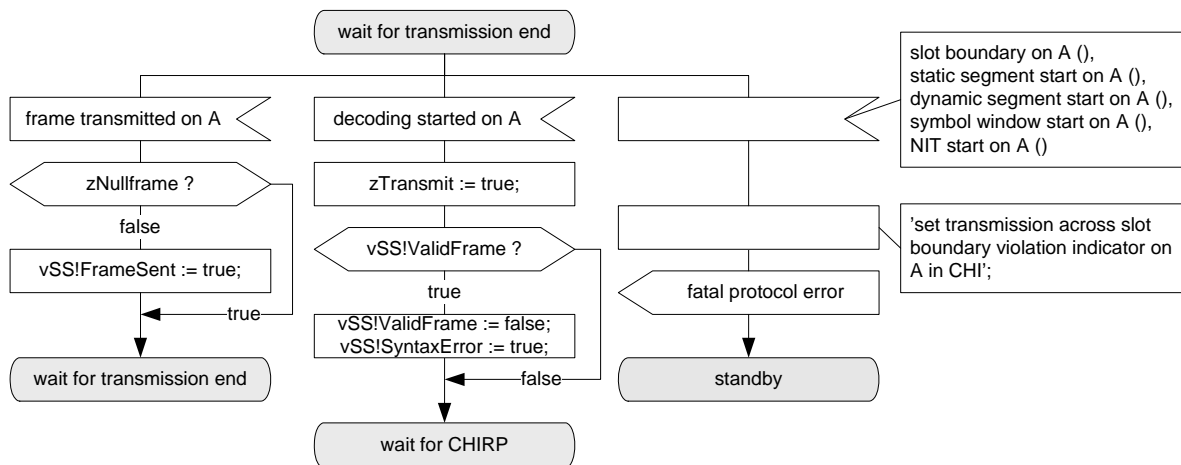 wait for transmission end
slot boundary on A (),
static segment start on A (),
dynamic segment start on A (),
symbol window start on A (),
NIT start on A ()
frame transmitted on A
decoding started on A
zNullframe ?
zTransmit := true;
false
vSS!ValidFrame ?
'set transmission across slot
boundary violation indicator on
A in CHI';
vSS!FrameSent := true;
true
fatal protocol error
true
vSS!ValidFrame := false;
vSS!SyntaxError := true;
wait for transmission end
false
standby
wait for CHIRP